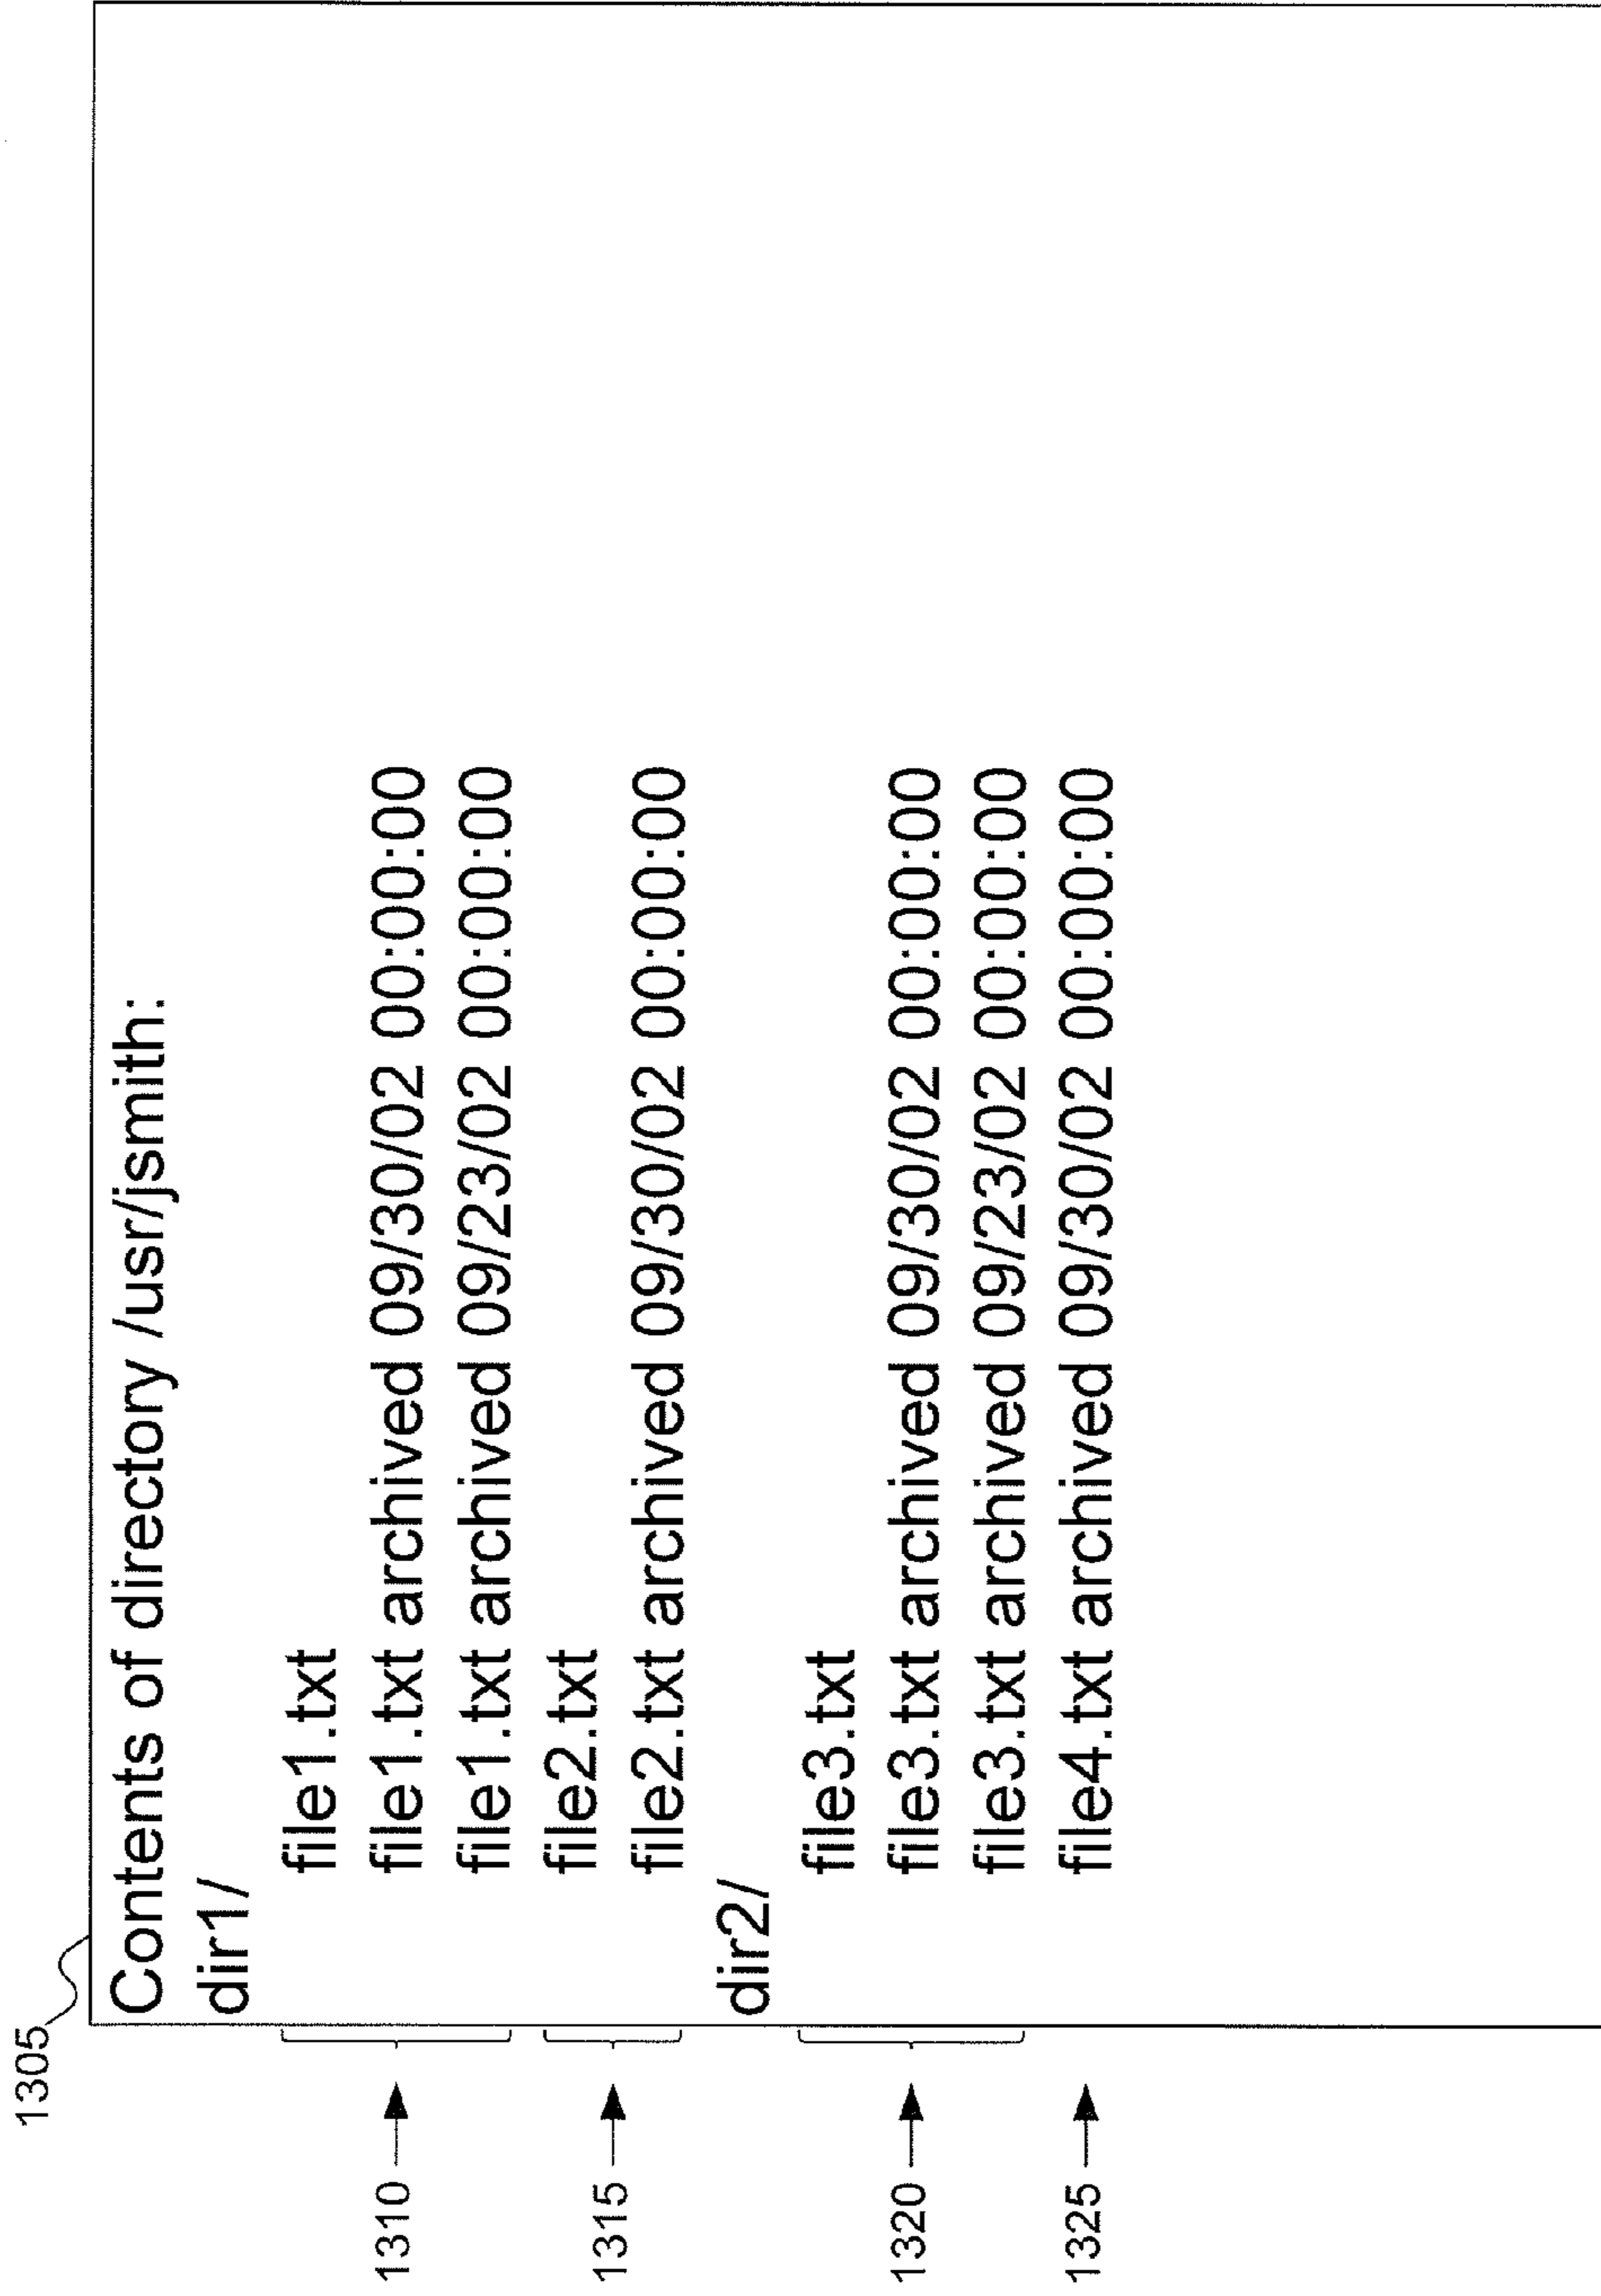 1305
Contents of directory /usr/jsmith:
dir1/
file1.txt
1310 file1.txt archived 09/30/02 00:00:00
file1.txt archived 09/23/02 00:00:00
file2.txt
1315
file2.txt archived 09/30/02 00:00:00
dir2/
file3.txt
1320 file3.txt archived 09/30/02 00:00:00
file3.txt archived 09/23/02 00:00:00
1325 file4.txt archived 09/30/02 00:00:00